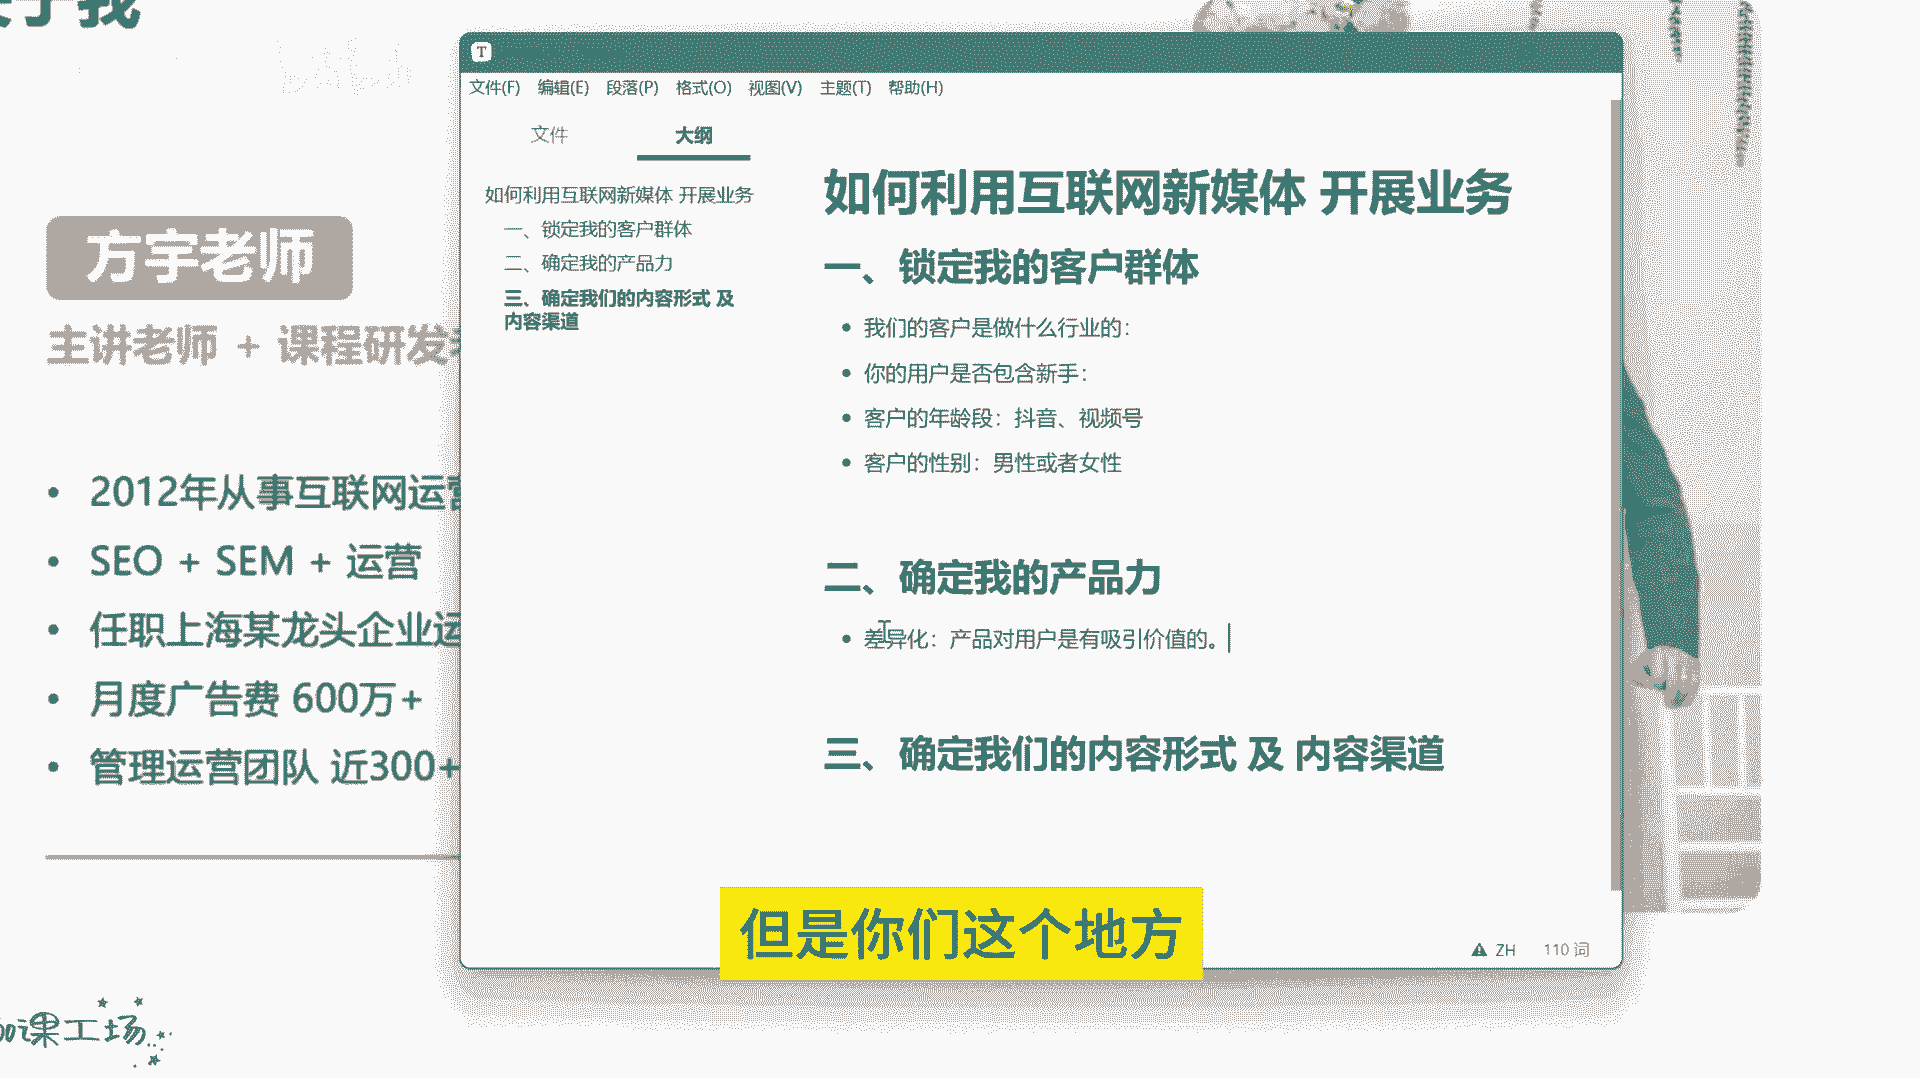 于我
方宇老师
主讲老师 + 课程研发
2012年从事互联网运营
SEO + SEM + 运营
任职上海某龙头企业运
月度广告费 600万+
管理运营团队 近300+
课工场
T
文件(F) 编辑(E) 段落(P) 格式(O) 视图(V) 主题(T) 帮助(H)
文件 大纲
如何利用互联网新媒体 开展业务
一、锁定我的客户群体
二、确定我的产品力
三、确定我们的内容形式 及
内容渠道
如何利用互联网新媒体 开展业务
一、锁定我的客户群体
我们的客户是做什么行业的：
你的用户是否包含新手：
客户的年龄段：抖音、视频号
客户的性别：男性或者女性
二、确定我的产品力
差异化：产品对用户是有吸引价值的。
三、确定我们的内容形式 及 内容渠道
但是你们这个地方
ZH 110 词